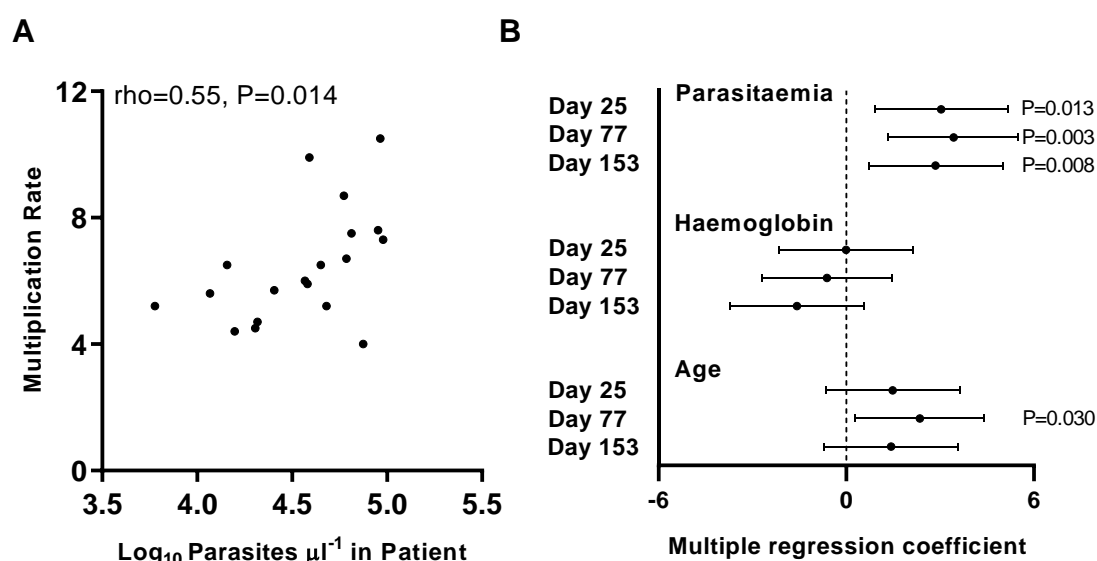 A
rho=0.55, P=0.014
Multiplication Rate
12
8
4
0
3.5 4.0 4.5 5.0 5.5
Log10 Parasites μl-1 in Patient
B
Parasitaemia
Day 25 P=0.013
Day 77 P=0.003
Day 153 P=0.008
Haemoglobin
Day 25
Day 77
Day 153
Age
Day 25
Day 77 P=0.030
Day 153
-6 0 6
Multiple regression coefficient